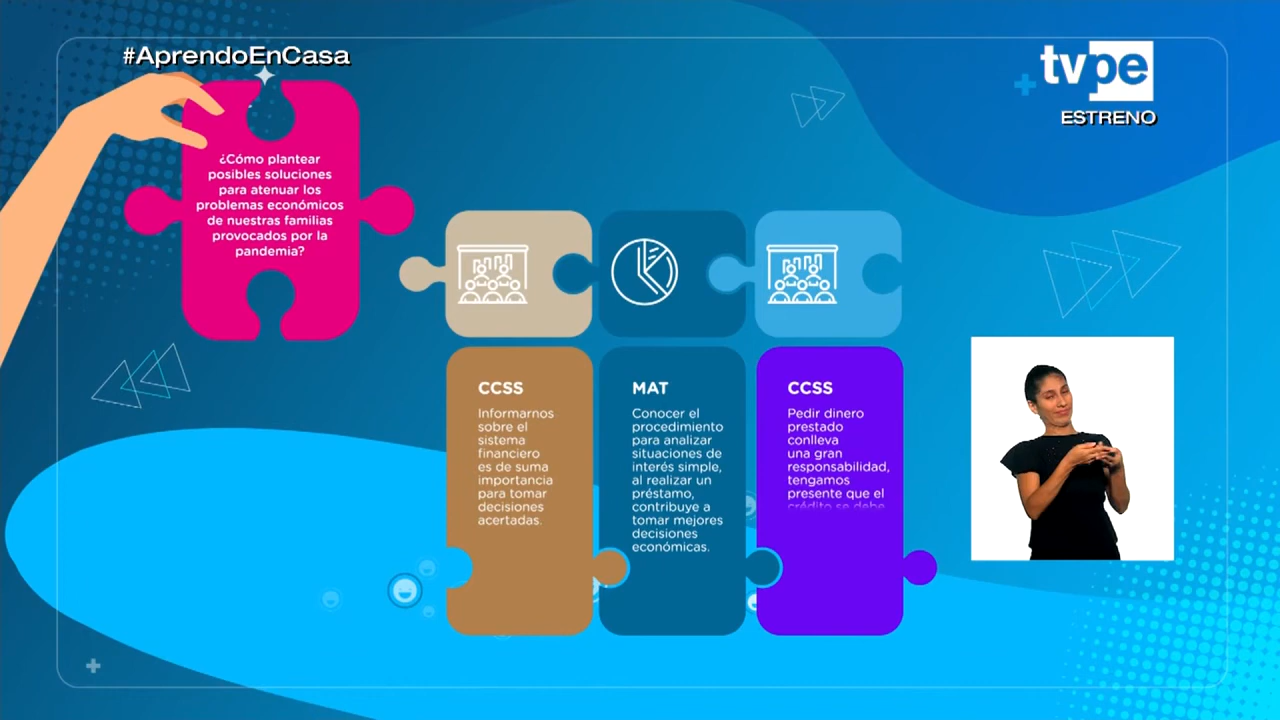 #AprendoEnCasa
tvpe
ESTRENO
¿Cómo plantear
posibles soluciones
para atenuar los
problemas económicos
de nuestras familias
provocados por la
pandemia?
CCSS
Informarnos
sobre el
sistema
financiero
es de suma
importancia
para tomar
decisiones
acertadas.
MAT
Conocer el
procedimiento
para analizar
situaciones de
interés simple,
al realizar un
préstamo,
contribuye a
tomar mejores
decisiones
económicas.
CCSS
Pedir dinero
prestado
conlleva
una gran
responsabilidad,
tengamos
presente que el
crédito se debe